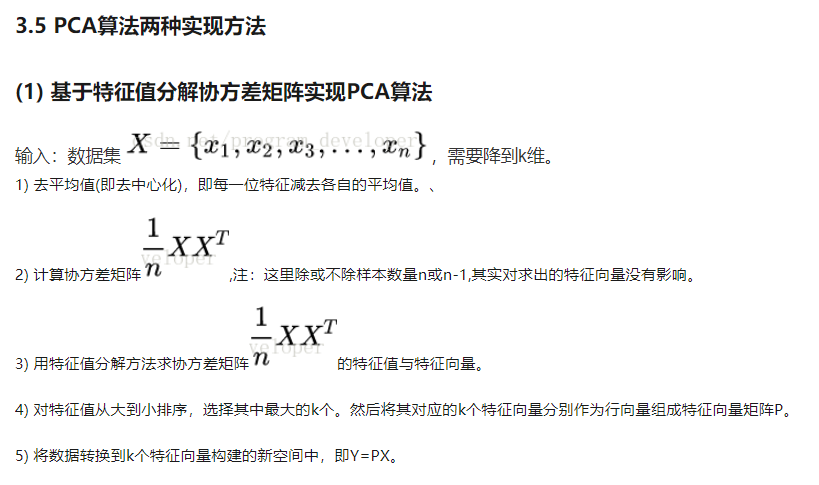 3.5 PCA算法两种实现方法
(1) 基于特征值分解协方差矩阵实现PCA算法
输入：数据集 X = {x₁, x₂, x₃, ..., xₙ}，需要降到k维。
1) 去平均值(即去中心化)，即每一位特征减去各自的平均值。、
2) 计算协方差矩阵 1/n XXᵀ ,注：这里除或不除样本数量n或n-1,其实对求出的特征向量没有影响。
3) 用特征值分解方法求协方差矩阵 1/n XXᵀ 的特征值与特征向量。
4) 对特征值从大到小排序，选择其中最大的k个。然后将其对应的k个特征向量分别作为行向量组成特征向量矩阵P。
5) 将数据转换到k个特征向量构建的新空间中，即Y=PX。